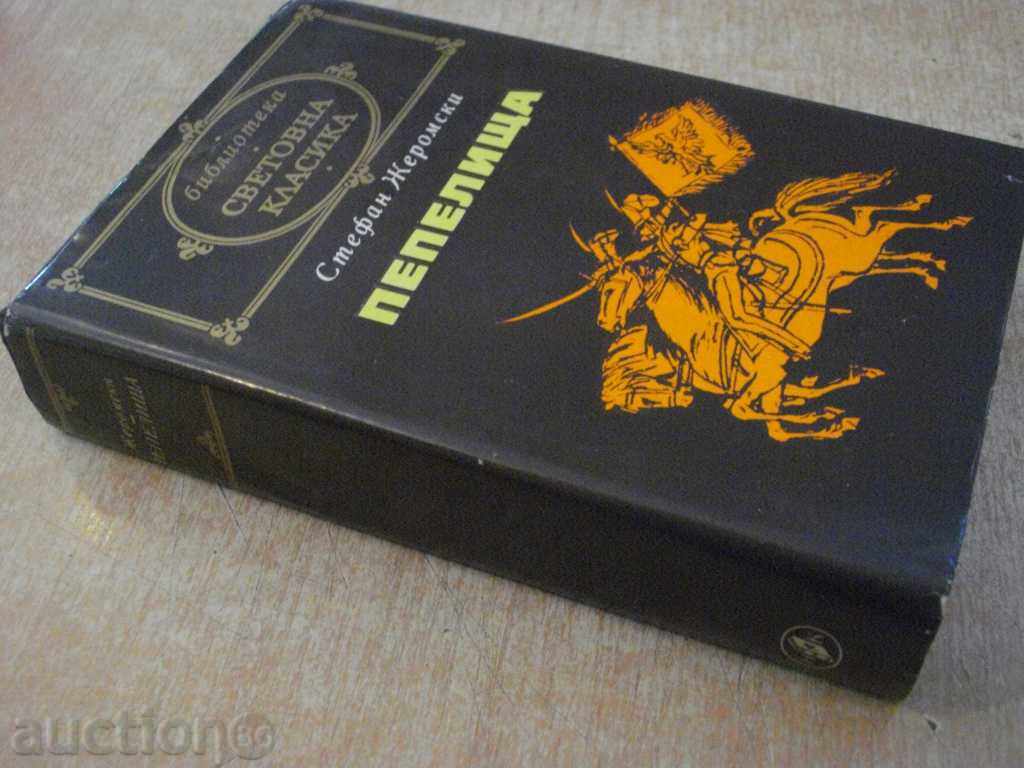 библиотека
СВЕТОВНА
КЛАСИКА
Стефан Жеромски
ПЕПЕЛИЩА
auction